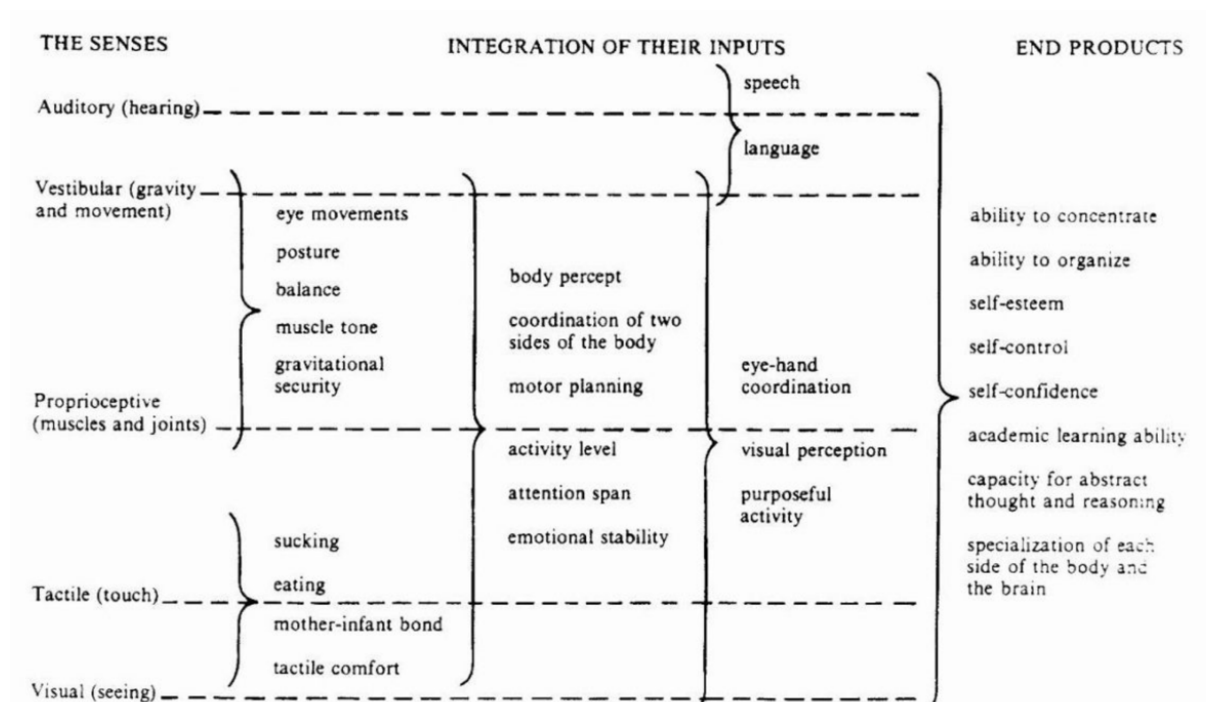 THE SENSES
INTEGRATION OF THEIR INPUTS
END PRODUCTS
Auditory (hearing)
speech
language
Vestibular (gravity
and movement)
eye movements
posture
balance
muscle tone
gravitational
security
body percept
coordination of two
sides of the body
motor planning
Proprioceptive
(muscles and joints)
activity level
attention span
emotional stability
eye-hand
coordination
visual perception
purposeful
activity
Tactile (touch)
sucking
eating
mother-infant bond
tactile comfort
Visual (seeing)
ability to concentrate
ability to organize
self-esteem
self-control
self-confidence
academic learning ability
capacity for abstract
thought and reasoning
specialization of each
side of the body and
the brain